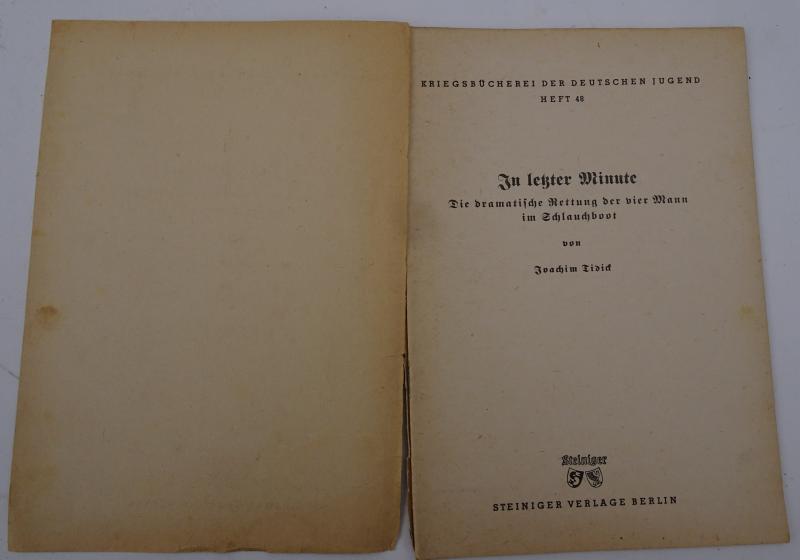 KRIEGSBÜCHEREI DER DEUTSCHEN JUGEND
HEFT 48
In letzter Minute
Die dramatische Rettung der vier Mann
im Schlauchboot
von
Joachim Tidick
Steiniger
STEINIGER VERLAGE BERLIN